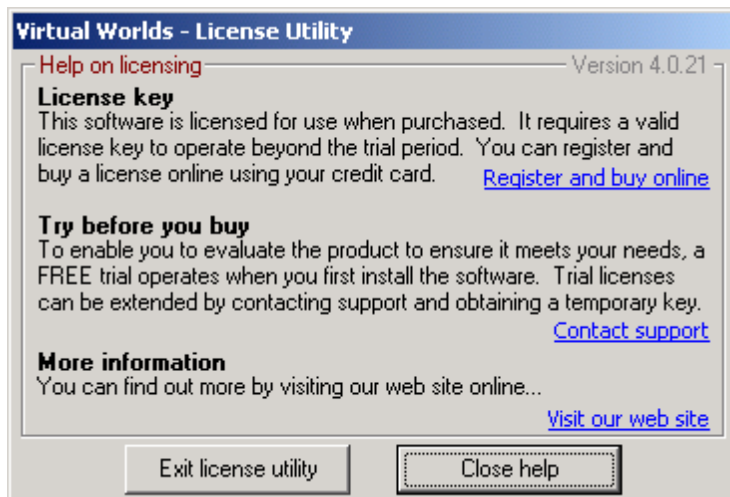 Virtual Worlds - License Utility
Help on licensing Version 4.0.21
License key
This software is licensed for use when purchased. It requires a valid
license key to operate beyond the trial period. You can register and
buy a license online using your credit card. Register and buy online
Try before you buy
To enable you to evaluate the product to ensure it meets your needs, a
FREE trial operates when you first install the software. Trial licenses
can be extended by contacting support and obtaining a temporary key.
Contact support
More information
You can find out more by visiting our web site online...
Visit our web site
Exit license utility Close help